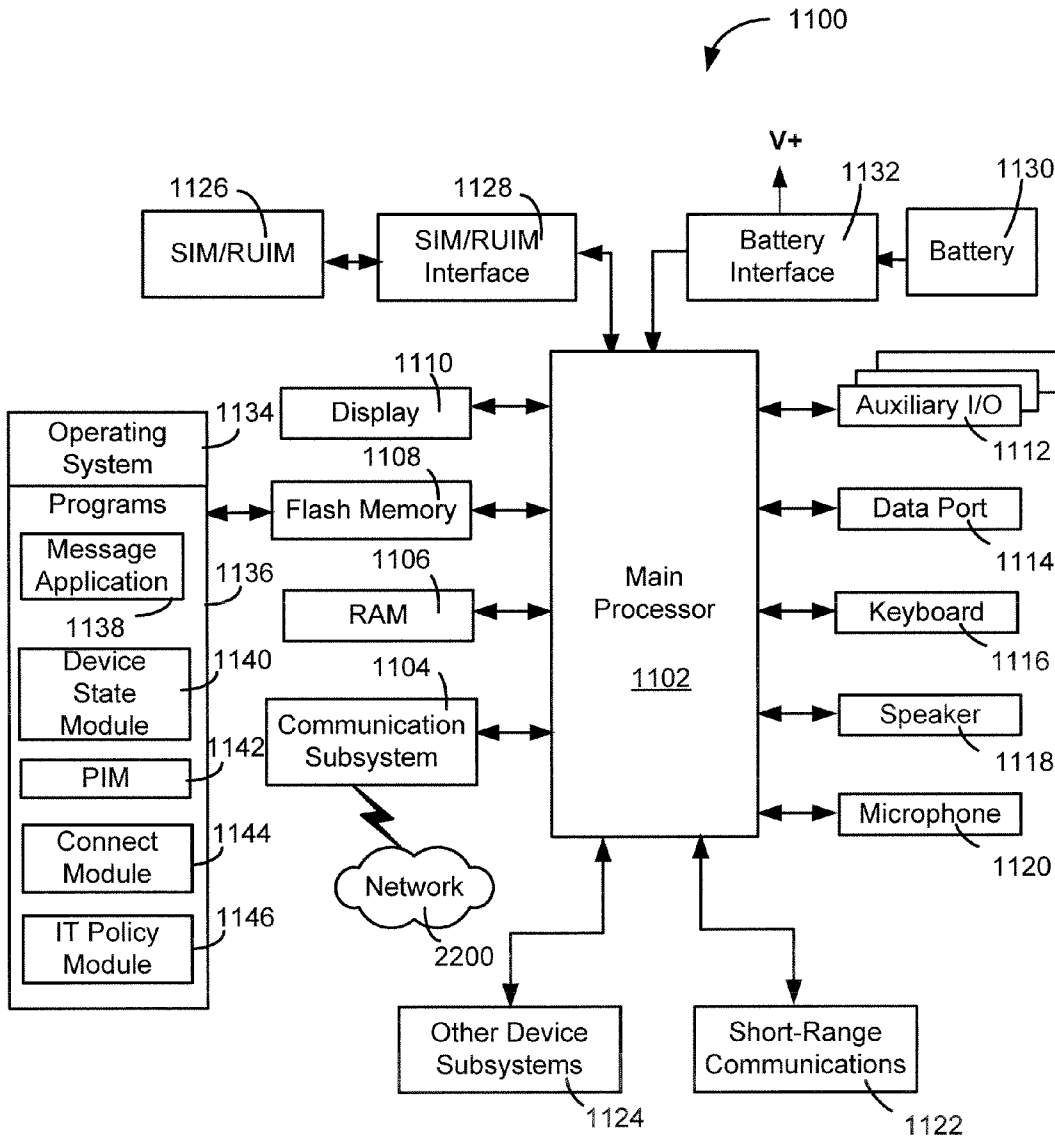 1100
V+
1126
1128
1132
1130
SIM/RUIM
SIM/RUIM
Interface
Battery
Interface
Battery
1110
Display
Auxiliary I/O
1112
1134
Operating
System
1108
Flash Memory
Data Port
1114
Programs
Message
Application
1138
1136
1106
RAM
Main
Processor
1102
Keyboard
1116
1140
Device
State
Module
1104
Communication
Subsystem
Speaker
1118
1142
PIM
Microphone
1120
1144
Connect
Module
Network
2200
1146
IT Policy
Module
Other Device
Subsystems
1124
Short-Range
Communications
1122